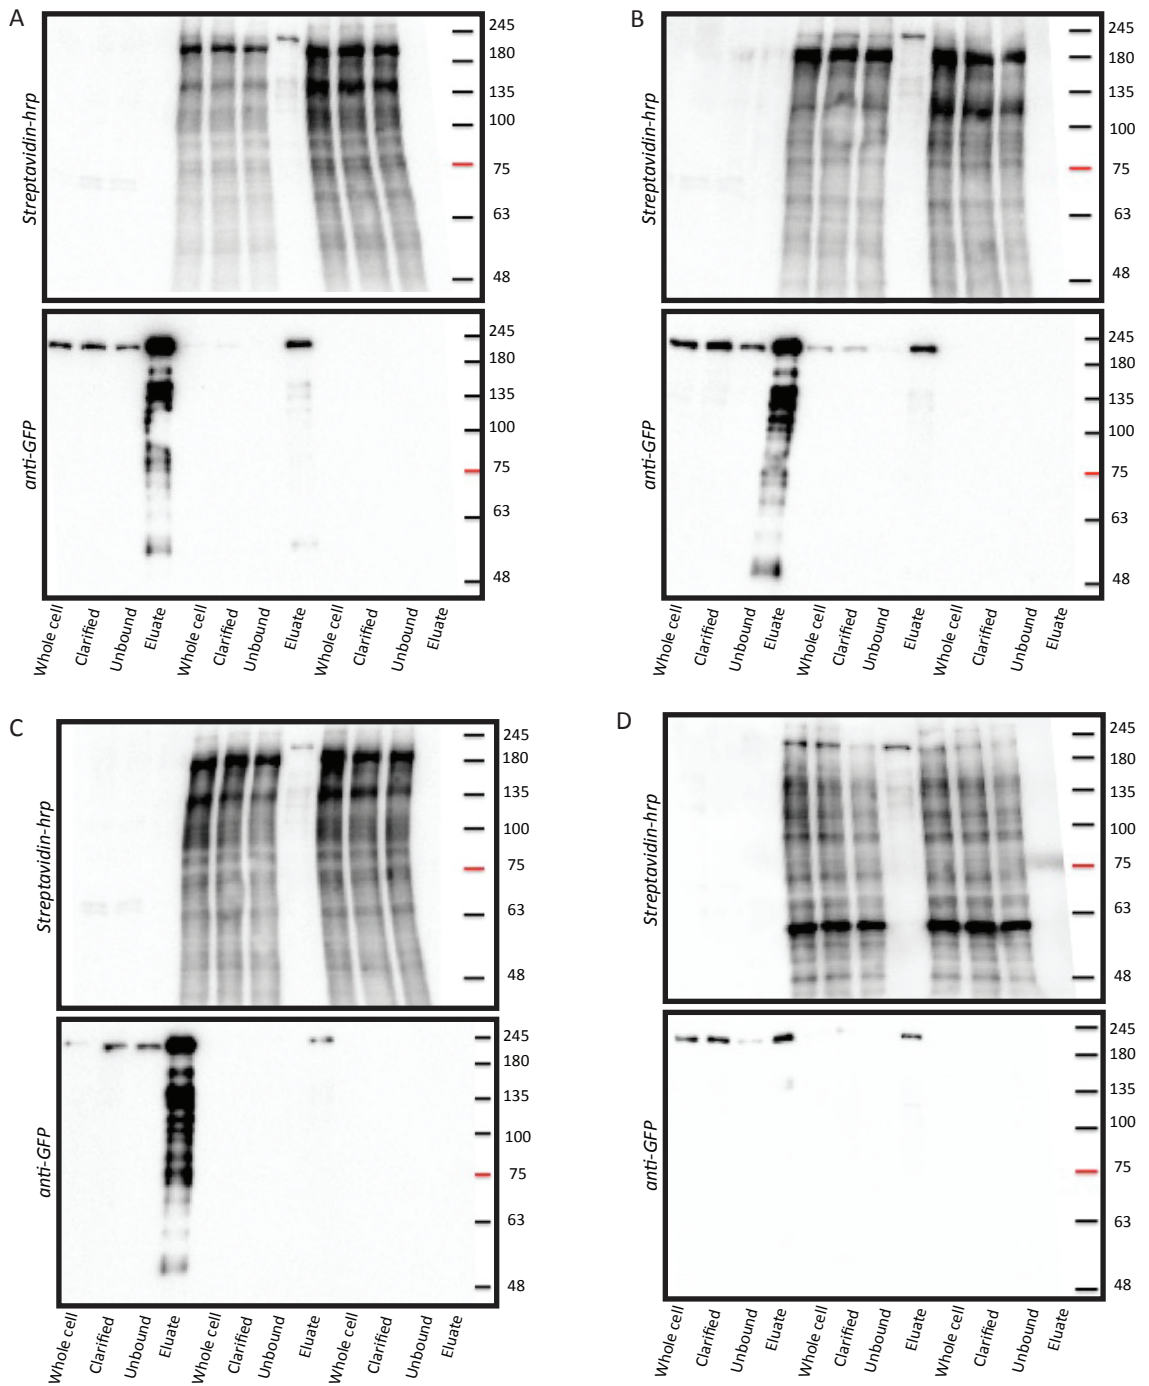 A
Streptavidin-hrp
245
180
135
100
75
63
48
anti-GFP
245
180
135
100
75
63
48
Whole cell
Clarified
Unbound
Eluate
Whole cell
Clarified
Unbound
Eluate
Whole cell
Clarified
Unbound
Eluate
B
Streptavidin-hrp
245
180
135
100
75
63
48
anti-GFP
245
180
135
100
75
63
48
Whole cell
Clarified
Unbound
Eluate
Whole cell
Clarified
Unbound
Eluate
Whole cell
Clarified
Unbound
Eluate
C
Streptavidin-hrp
245
180
135
100
75
63
48
anti-GFP
245
180
135
100
75
63
48
Whole cell
Clarified
Unbound
Eluate
Whole cell
Clarified
Unbound
Eluate
Whole cell
Clarified
Unbound
Eluate
D
Streptavidin-hrp
245
180
135
100
75
63
48
anti-GFP
245
180
135
100
75
63
48
Whole cell
Clarified
Unbound
Eluate
Whole cell
Clarified
Unbound
Eluate
Whole cell
Clarified
Unbound
Eluate